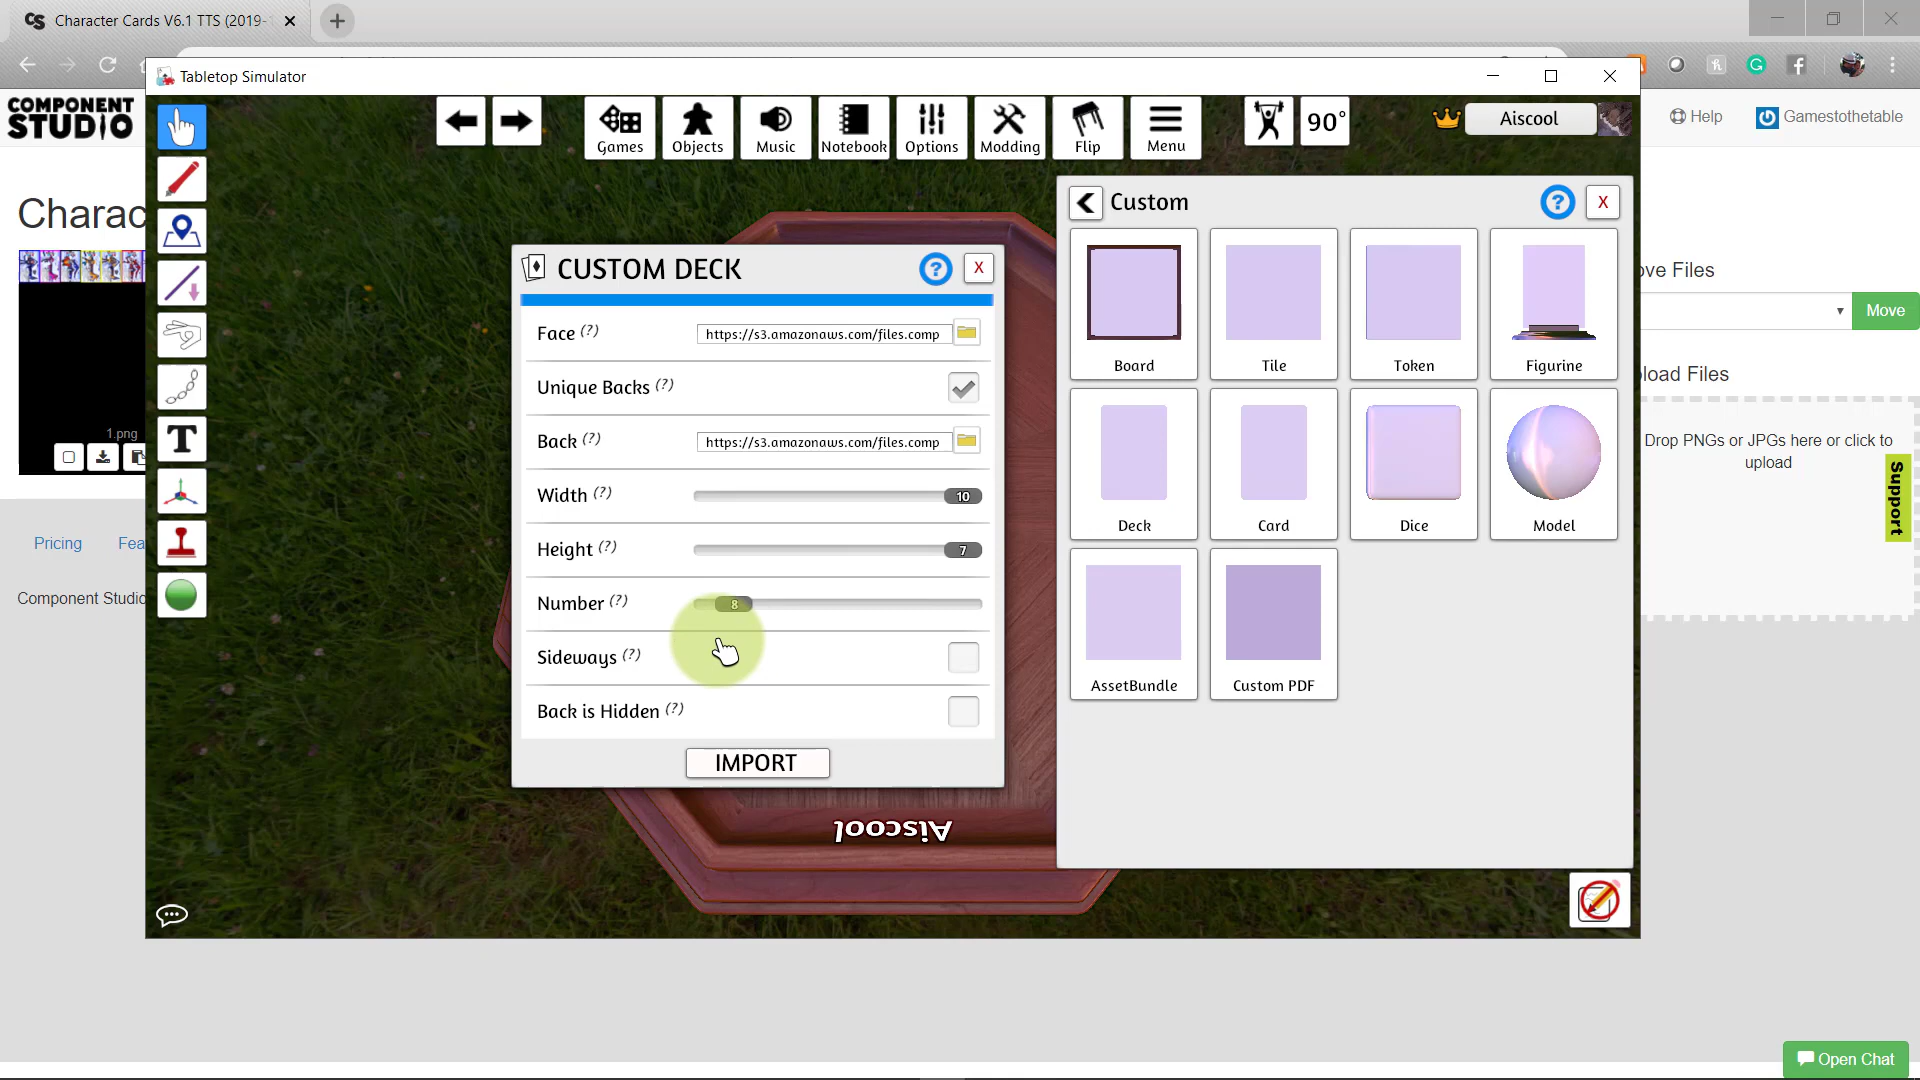 CS Character Cards V6.1 TTS (2019-
Tabletop Simulator
COMPONENT
STUDIO
Help
Gamestothetable
Games
Objects
Music
Notebook
Options
Modding
Flip
Menu
90°
Aiscool
Charac
1.png
Pricing
Fea
Component Studio
CUSTOM DECK
?
X
Face (?)
https://s3.amazonaws.com/files.comp
Unique Backs (?)
Back (?)
https://s3.amazonaws.com/files.comp
Width (?)
10
Height (?)
7
Number (?)
8
Sideways (?)
Back is Hidden (?)
IMPORT
Aiscool
Custom
?
X
Board
Tile
Token
Figurine
Deck
Card
Dice
Model
AssetBundle
Custom PDF
ove Files
Move
load Files
Drop PNGs or JPGs here or click to
upload
Support
Open Chat